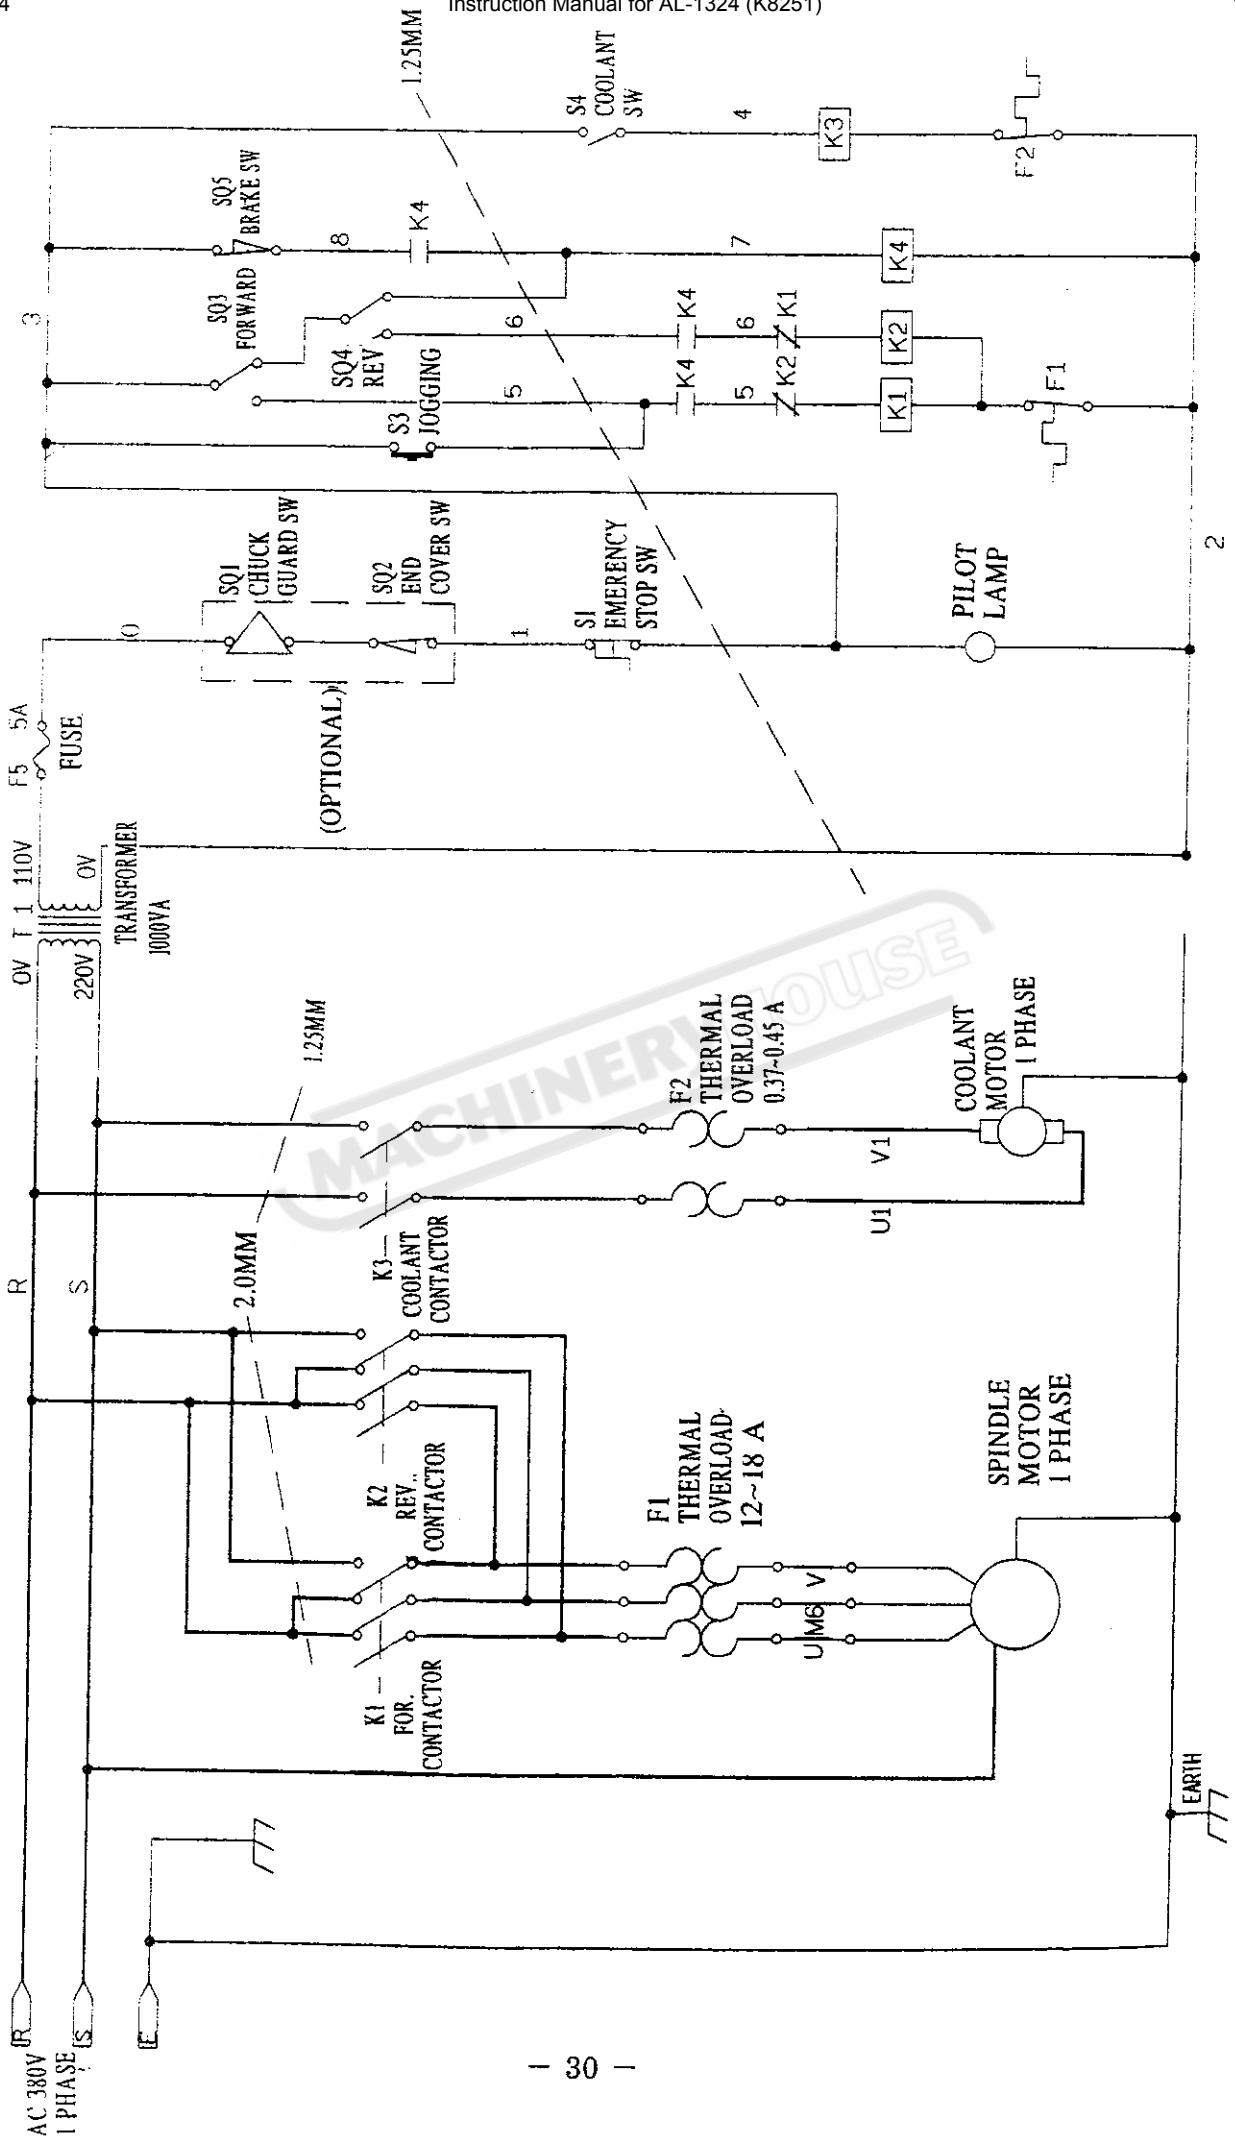 4
Instruction Manual for AL-1324 (K8251)
AC 380V
1 PHASE
R
S
E
R
S
0V T 1 110V
220V
0V
TRANSFORMER
1000VA
F5 5A
FUSE
0
SQ1
CHUCK
GUARD SW
SQ2
END
COVER SW
(OPTIONAL)
1
S1
EMERENCY
STOP SW
PILOT
LAMP
2
3
S3
JOGGING
SQ3
FORWARD
SQ4
REV
SQ5
BRAKE SW
8
K4
5
6
7
K4
K4
5
6
K2
K1
K1
K2
K4
F1
S4
COOLANT
SW
4
K3
F2
1.25MM
2.0MM
1.25MM
K1
FOR.
CONTACTOR
K2
REV.
CONTACTOR
K3
COOLANT
CONTACTOR
F1
THERMAL
OVERLOAD
12~18 A
F2
THERMAL
OVERLOAD
0.37~0.45 A
U M6 V
U1
V1
SPINDLE
MOTOR
1 PHASE
COOLANT
MOTOR
1 PHASE
EARTH
MACHINERYHOUSE
- 30 -